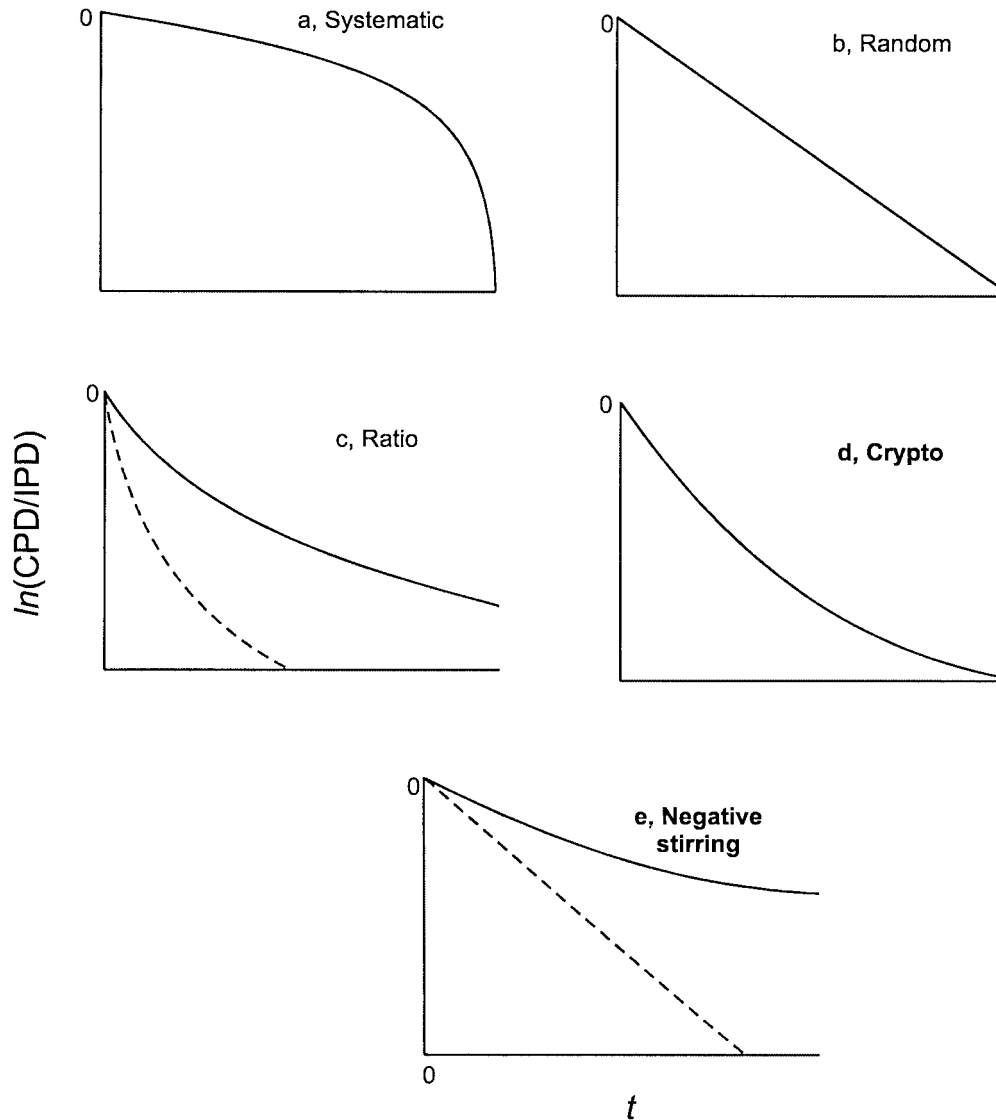 0
a, Systematic
0
b, Random
0
c, Ratio
0
d, Crypto
ln(CPD/IPD)
0
e, Negative
stirring
0
t